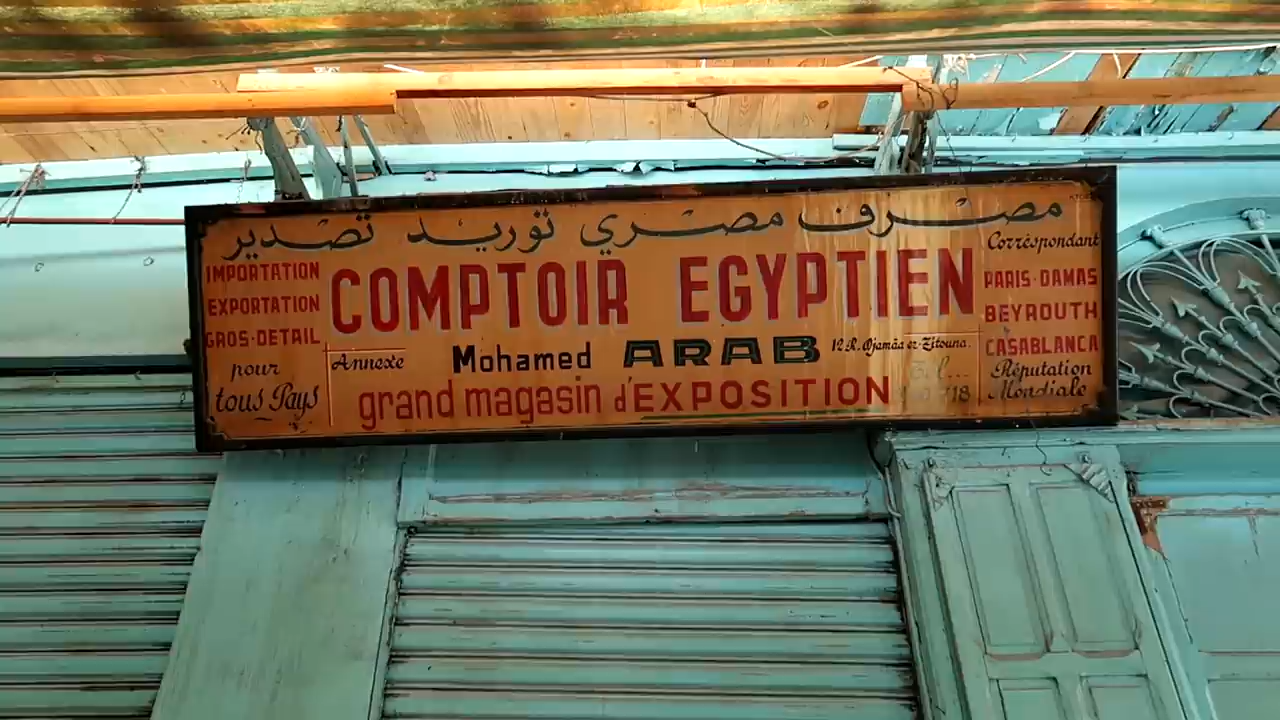 مصرف مصري توريد تصدير
IMPORTATION
EXPORTATION
GROS-DETAIL
pour
tous Pays
COMPTOIR EGYPTIEN
Annexe Mohamed ARAB 12 R. Djamâa ez-Zitouna.
grand magasin d'EXPOSITION
Tél...
Correspondant
PARIS-DAMAS
BEYROUTH
CASABLANCA
Réputation
Mondiale